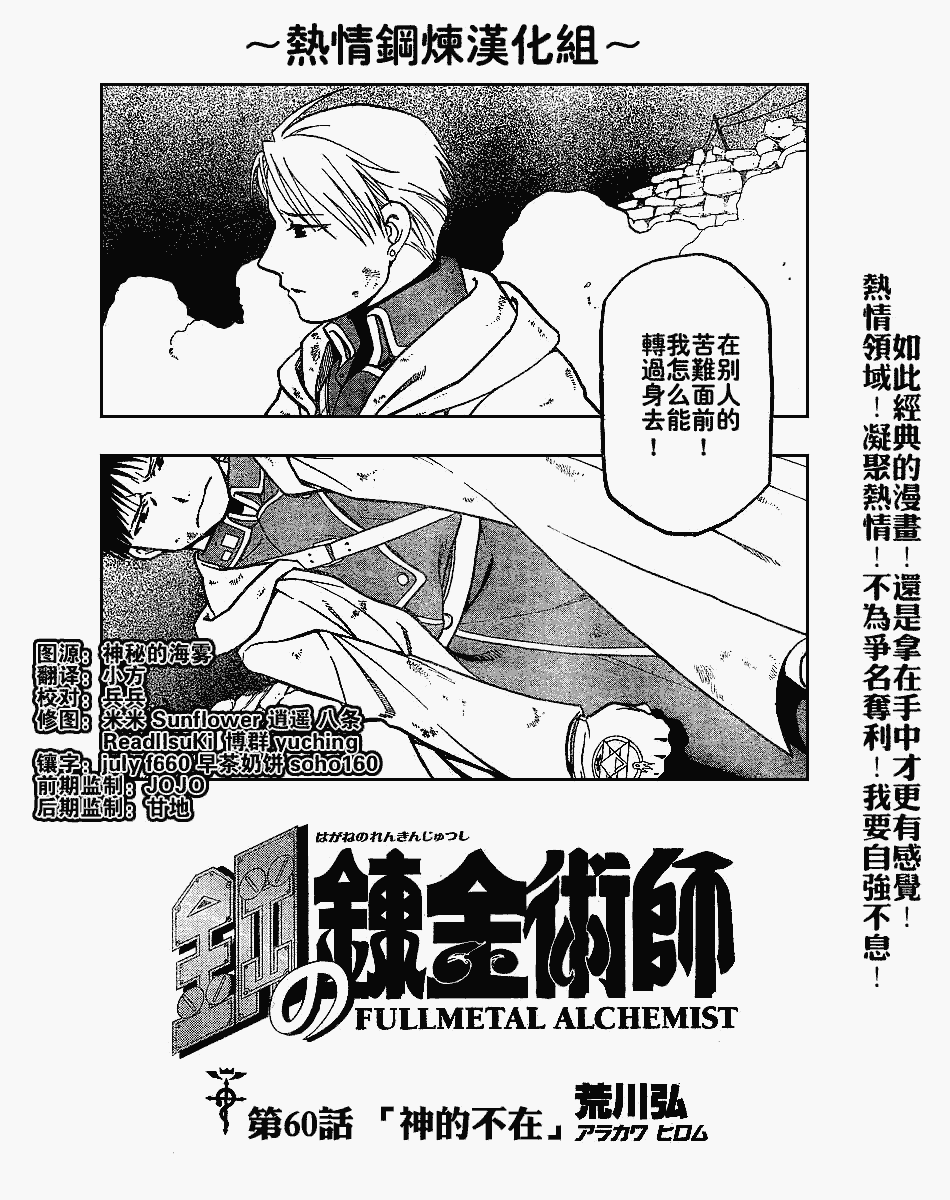 ～熱情鋼煉漢化組～
在别人的
苦難面前！
我怎么能
轉過身去！
如此經典的漫畫！還是拿在手中才更有感覺！
熱情領域！凝聚熱情！不為爭名奪利！我要自強不息！
图源：神秘的海雾
翻译：小方
校对：兵兵
修图：米米 Sunflower 逍遥 八条
ReadIIsuKi 博群 yuching
镶字：july f660 早茶奶饼 soho160
前期监制：JOJO
后期监制：甘地
はがねのれんきんじゅつし
鋼の錬金術師
FULLMETAL ALCHEMIST
第60話 「神的不在」
荒川弘
アラカワ ヒロム